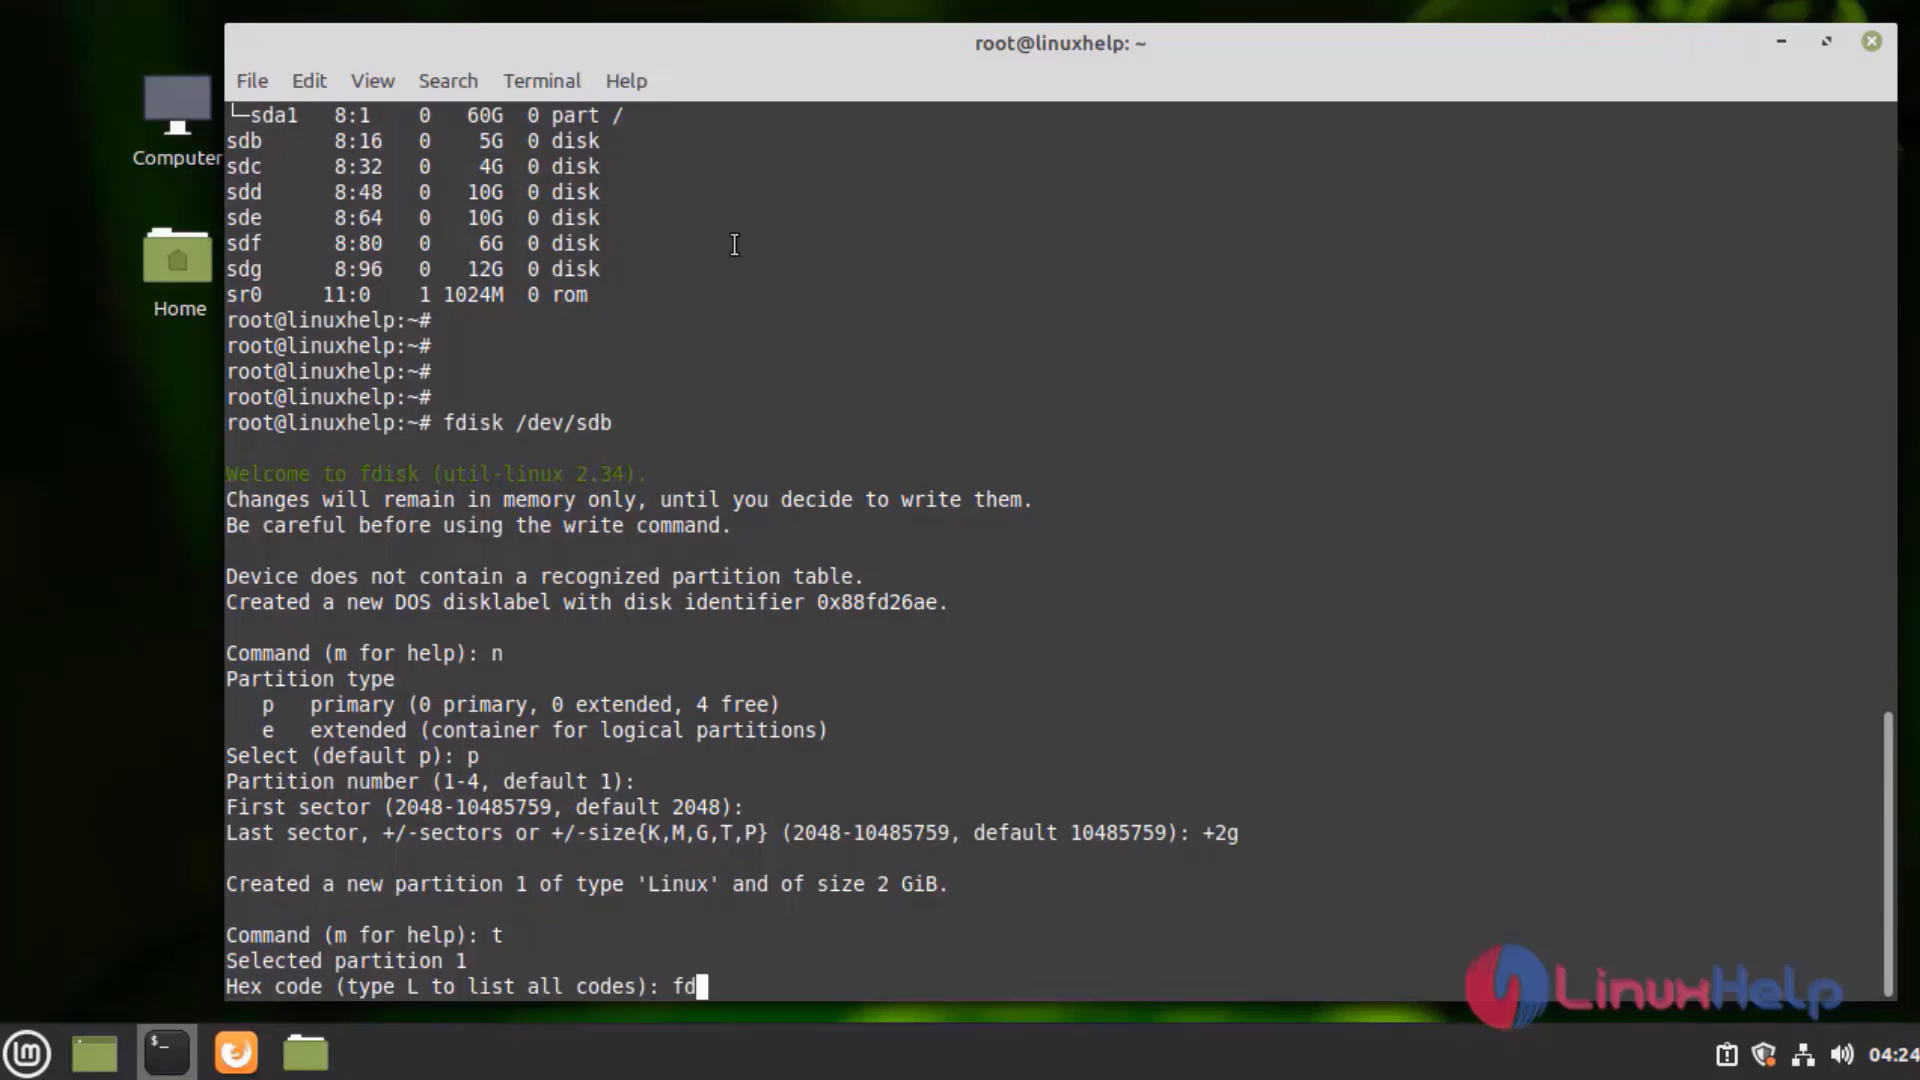 root@linuxhelp: ~
File Edit View Search Terminal Help
└─sda1 8:1 0 60G 0 part /
sdb 8:16 0 5G 0 disk
sdc 8:32 0 4G 0 disk
sdd 8:48 0 10G 0 disk
sde 8:64 0 10G 0 disk
sdf 8:80 0 6G 0 disk
sdg 8:96 0 12G 0 disk
sr0 11:0 1 1024M 0 rom
root@linuxhelp:~#
root@linuxhelp:~#
root@linuxhelp:~#
root@linuxhelp:~#
root@linuxhelp:~# fdisk /dev/sdb
Welcome to fdisk (util-linux 2.34).
Changes will remain in memory only, until you decide to write them.
Be careful before using the write command.
Device does not contain a recognized partition table.
Created a new DOS disklabel with disk identifier 0x88fd26ae.
Command (m for help): n
Partition type
p primary (0 primary, 0 extended, 4 free)
e extended (container for logical partitions)
Select (default p): p
Partition number (1-4, default 1):
First sector (2048-10485759, default 2048):
Last sector, +/-sectors or +/-size{K,M,G,T,P} (2048-10485759, default 10485759): +2g
Created a new partition 1 of type 'Linux' and of size 2 GiB.
Command (m for help): t
Selected partition 1
Hex code (type L to list all codes): fd
Computer
Home
LinuxHelp
$_
04:24